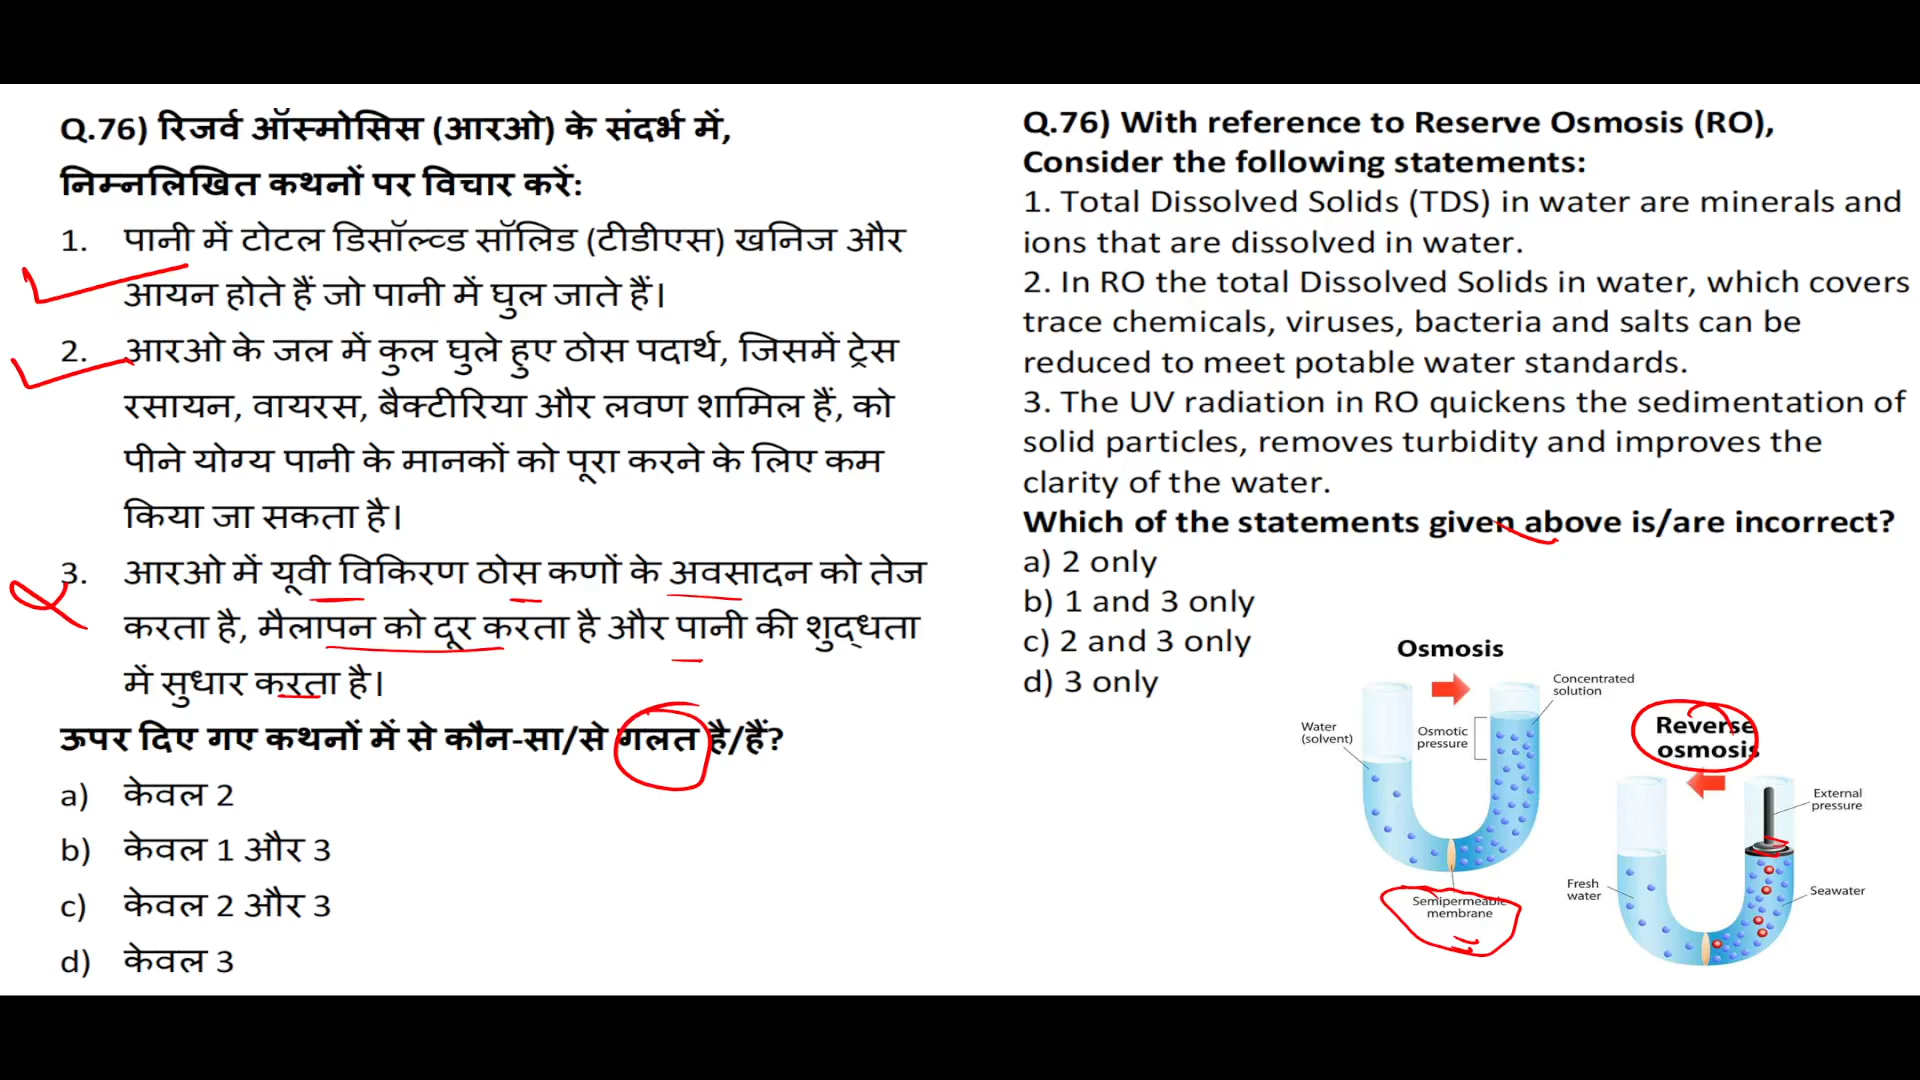 Q.76) रिजर्व ऑस्मोसिस (आरओ) के संदर्भ में,
निम्नलिखित कथनों पर विचार करें:
1. पानी में टोटल डिसॉल्व्ड सॉलिड (टीडीएस) खनिज और
आयन होते हैं जो पानी में घुल जाते हैं।
2. आरओ के जल में कुल घुले हुए ठोस पदार्थ, जिसमें ट्रेस
रसायन, वायरस, बैक्टीरिया और लवण शामिल हैं, को
पीने योग्य पानी के मानकों को पूरा करने के लिए कम
किया जा सकता है।
3. आरओ में यूवी विकिरण ठोस कणों के अवसादन को तेज
करता है, मैलापन को दूर करता है और पानी की शुद्धता
में सुधार करता है।
ऊपर दिए गए कथनों में से कौन-सा/से गलत है/हैं?
a) केवल 2
b) केवल 1 और 3
c) केवल 2 और 3
d) केवल 3
Q.76) With reference to Reserve Osmosis (RO),
Consider the following statements:
1. Total Dissolved Solids (TDS) in water are minerals and
ions that are dissolved in water.
2. In RO the total Dissolved Solids in water, which covers
trace chemicals, viruses, bacteria and salts can be
reduced to meet potable water standards.
3. The UV radiation in RO quickens the sedimentation of
solid particles, removes turbidity and improves the
clarity of the water.
Which of the statements given above is/are incorrect?
a) 2 only
b) 1 and 3 only
c) 2 and 3 only
d) 3 only
Osmosis
Concentrated
solution
Water
(solvent)
Osmotic
pressure
Semipermeable
membrane
Reverse
osmosis
External
pressure
Fresh
water
Seawater